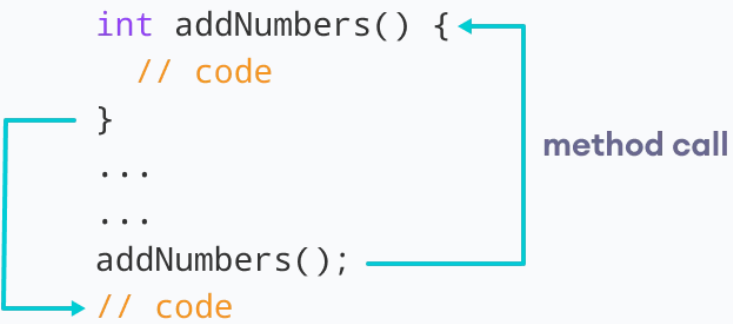 int addNumbers() {
// code
}
...
method call
...
addNumbers();
// code